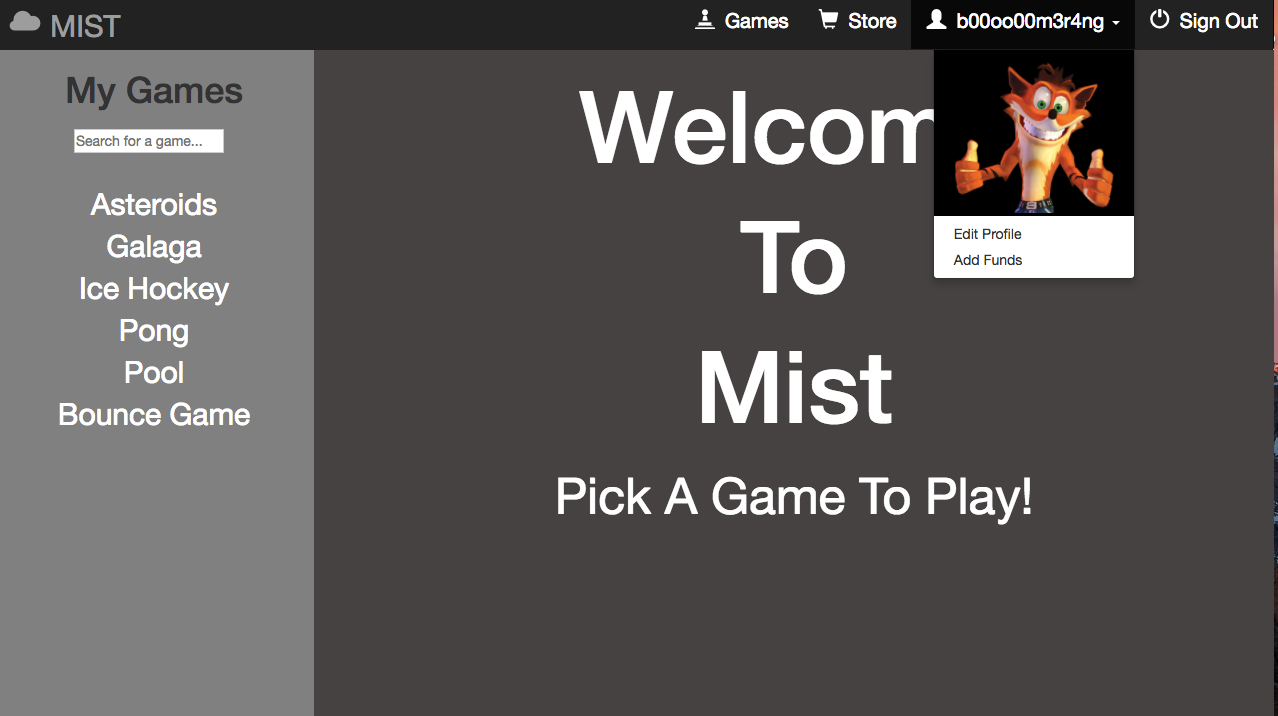 MIST
Games
Store
b00oo00m3r4ng
Sign Out
My Games
Search for a game...
Asteroids
Galaga
Ice Hockey
Pong
Pool
Bounce Game
Edit Profile
Add Funds
Welcom
To
Mist
Pick A Game To Play!